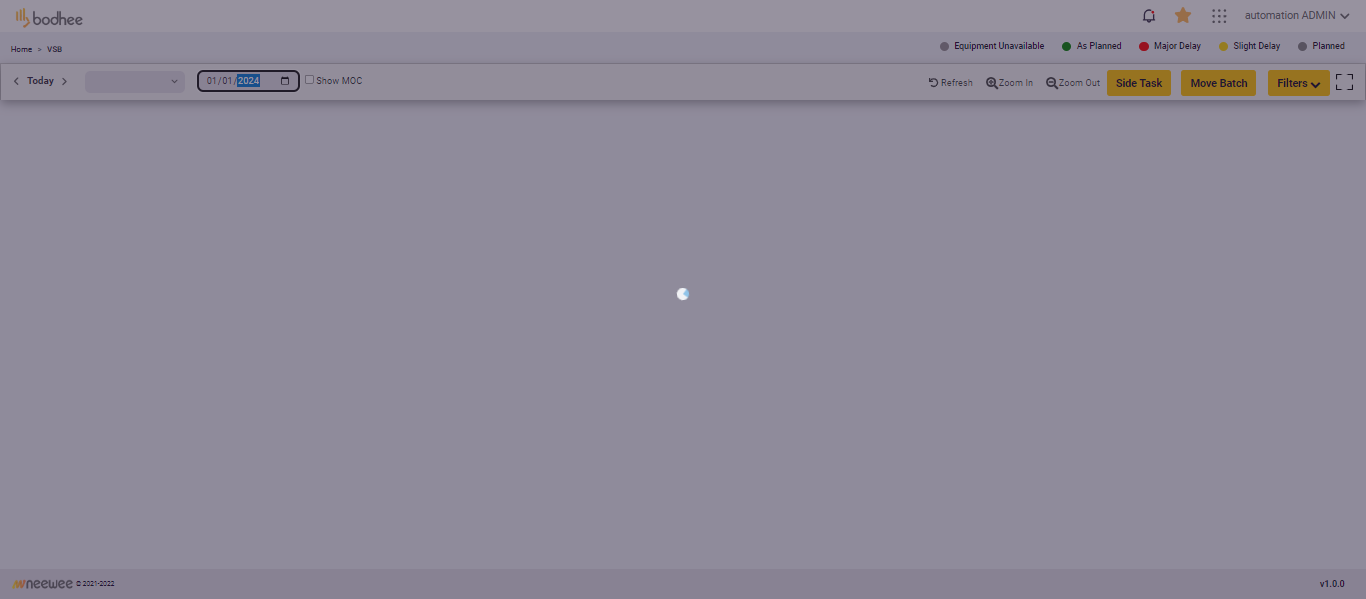 bodhee
automation ADMIN
Home > VSB
Equipment Unavailable
As Planned
Major Delay
Slight Delay
Planned
Today
01/01/2024
Show MOC
Refresh
Zoom In
Zoom Out
Side Task
Move Batch
Filters
neewee © 2021-2022
v1.0.0